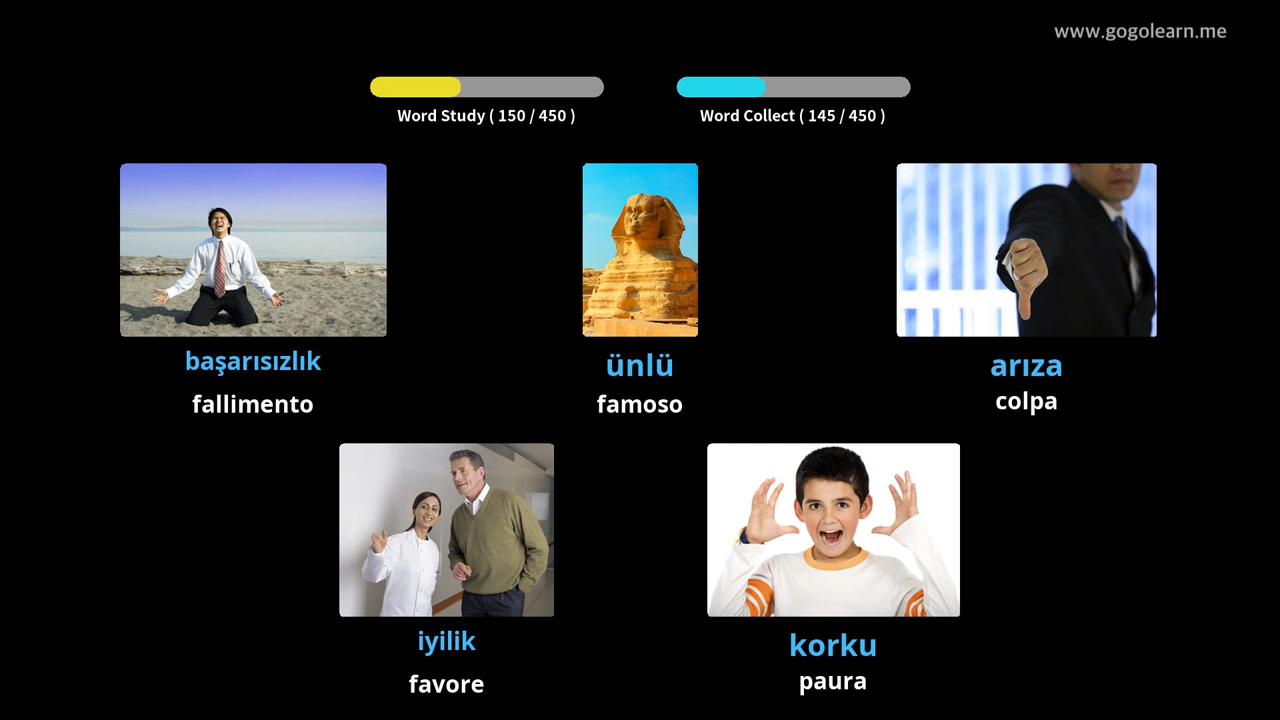 www.gogolearn.me
Word Study ( 150 / 450 )
Word Collect ( 145 / 450 )
başarısızlık
fallimento
ünlü
famoso
arıza
colpa
iyilik
favore
korku
paura